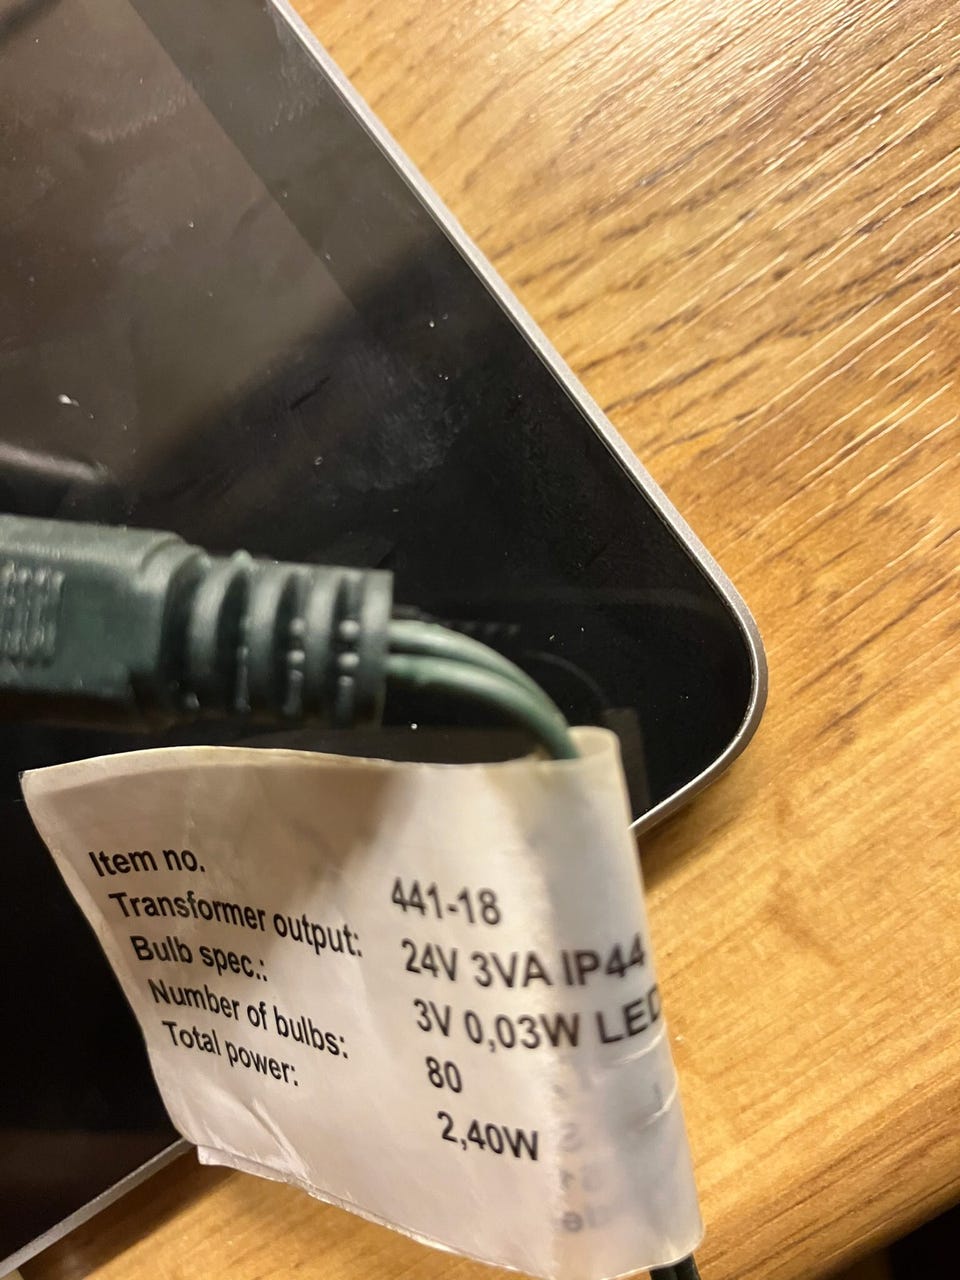 Item no. 441-18
Transformer output: 24V 3VA IP44
Bulb spec.: 3V 0,03W LED
Number of bulbs: 80
Total power: 2,40W